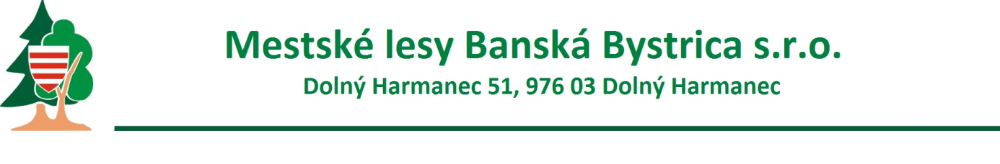 Mestské lesy Banská Bystrica s.r.o.
Dolný Harmanec 51, 976 03 Dolný Harmanec